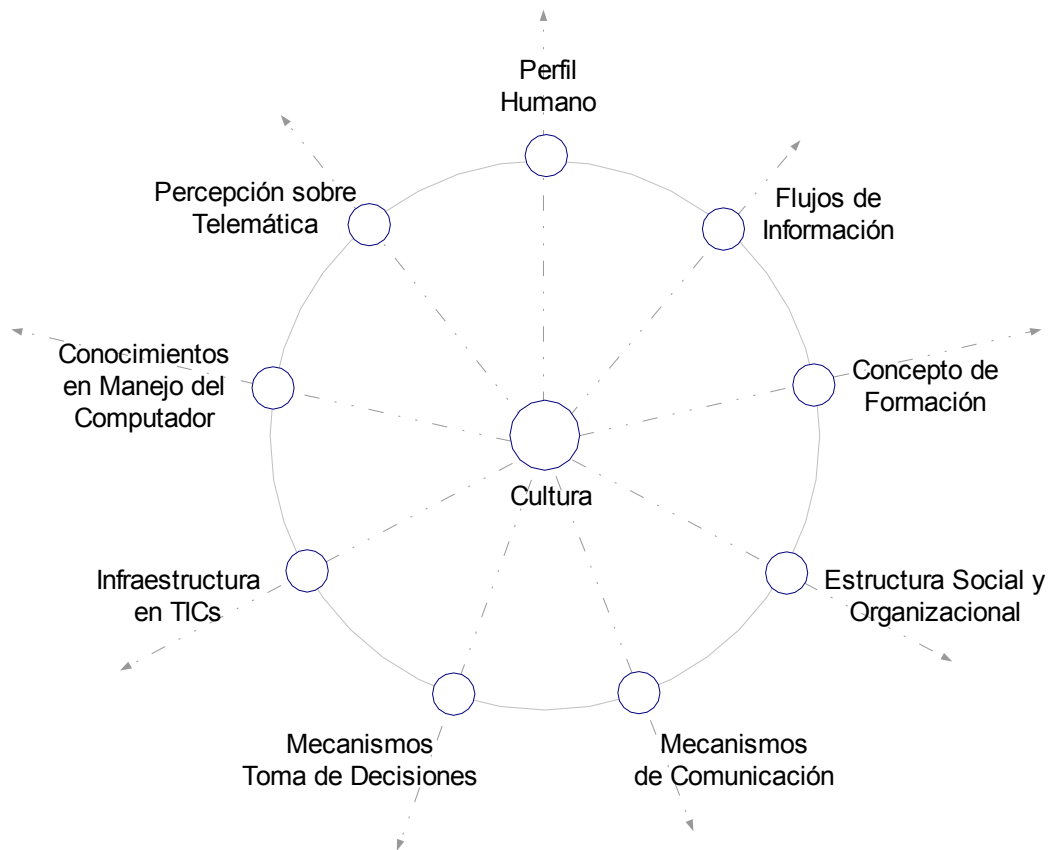 Perfil
Humano
Percepción sobre
Telemática
Flujos de
Información
Conocimientos
en Manejo del
Computador
Concepto de
Formación
Cultura
Infraestructura
en TICs
Estructura Social y
Organizacional
Mecanismos
Toma de Decisiones
Mecanismos
de Comunicación